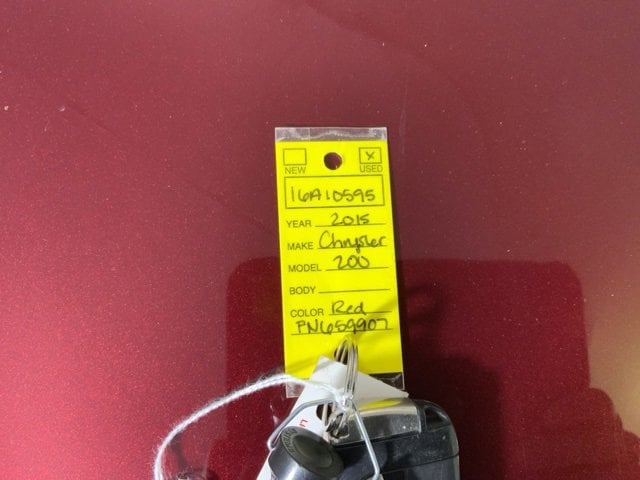 NEW X USED
16A10595
YEAR 2015
MAKE Chrysler
MODEL 200
BODY
COLOR Red
PN659907